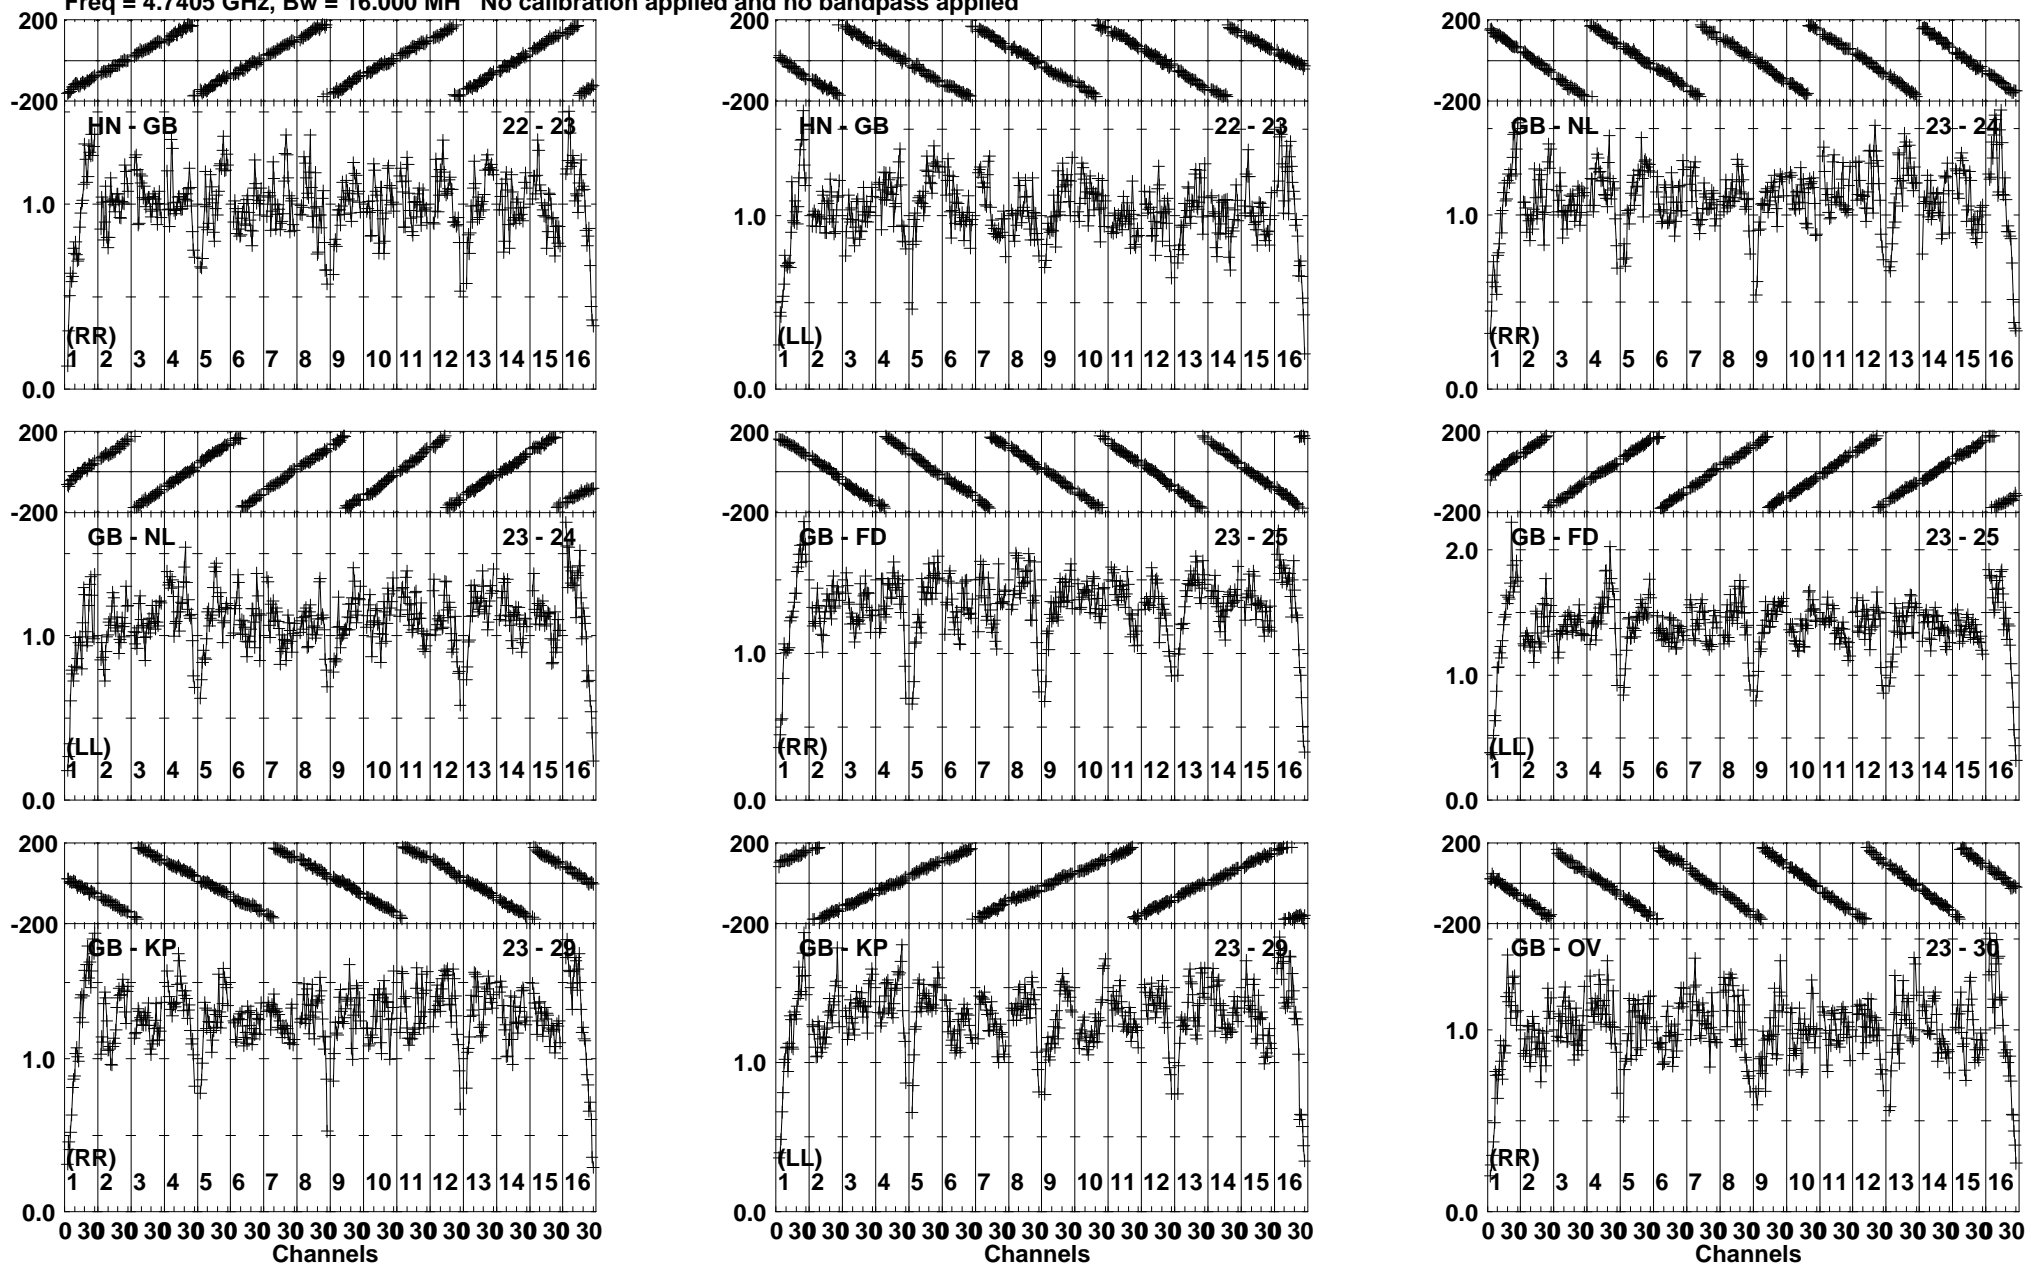 Freq = 4.7405 GHz, Bw = 16.000 MH No calibration applied and no bandpass applied
200
-200
HN - GB 22 - 23
1.0
(RR)
1 2 3 4 5 6 7 8 9 10 11 12 13 14 15 16
0.0
200
-200
HN - GB 22 - 23
1.0
(LL)
1 2 3 4 5 6 7 8 9 10 11 12 13 14 15 16
0.0
200
-200
GB - NL 23 - 24
1.0
(RR)
1 2 3 4 5 6 7 8 9 10 11 12 13 14 15 16
0.0
200
-200
GB - NL 23 - 24
1.0
(LL)
1 2 3 4 5 6 7 8 9 10 11 12 13 14 15 16
0.0
200
-200
GB - FD 23 - 25
1.0
(RR)
1 2 3 4 5 6 7 8 9 10 11 12 13 14 15 16
0.0
200
-200
GB - FD 23 - 25
2.0
1.0
(LL)
1 2 3 4 5 6 7 8 9 10 11 12 13 14 15 16
0.0
200
-200
GB - KP 23 - 29
1.0
(RR)
1 2 3 4 5 6 7 8 9 10 11 12 13 14 15 16
0.0
0 30 30 30 30 30 30 30 30 30 30 30 30 30 30 30 30
Channels
200
-200
GB - KP 23 - 29
1.0
(LL)
1 2 3 4 5 6 7 8 9 10 11 12 13 14 15 16
0.0
0 30 30 30 30 30 30 30 30 30 30 30 30 30 30 30 30
Channels
200
-200
GB - OV 23 - 30
1.0
(RR)
1 2 3 4 5 6 7 8 9 10 11 12 13 14 15 16
0.0
0 30 30 30 30 30 30 30 30 30 30 30 30 30 30 30 30
Channels